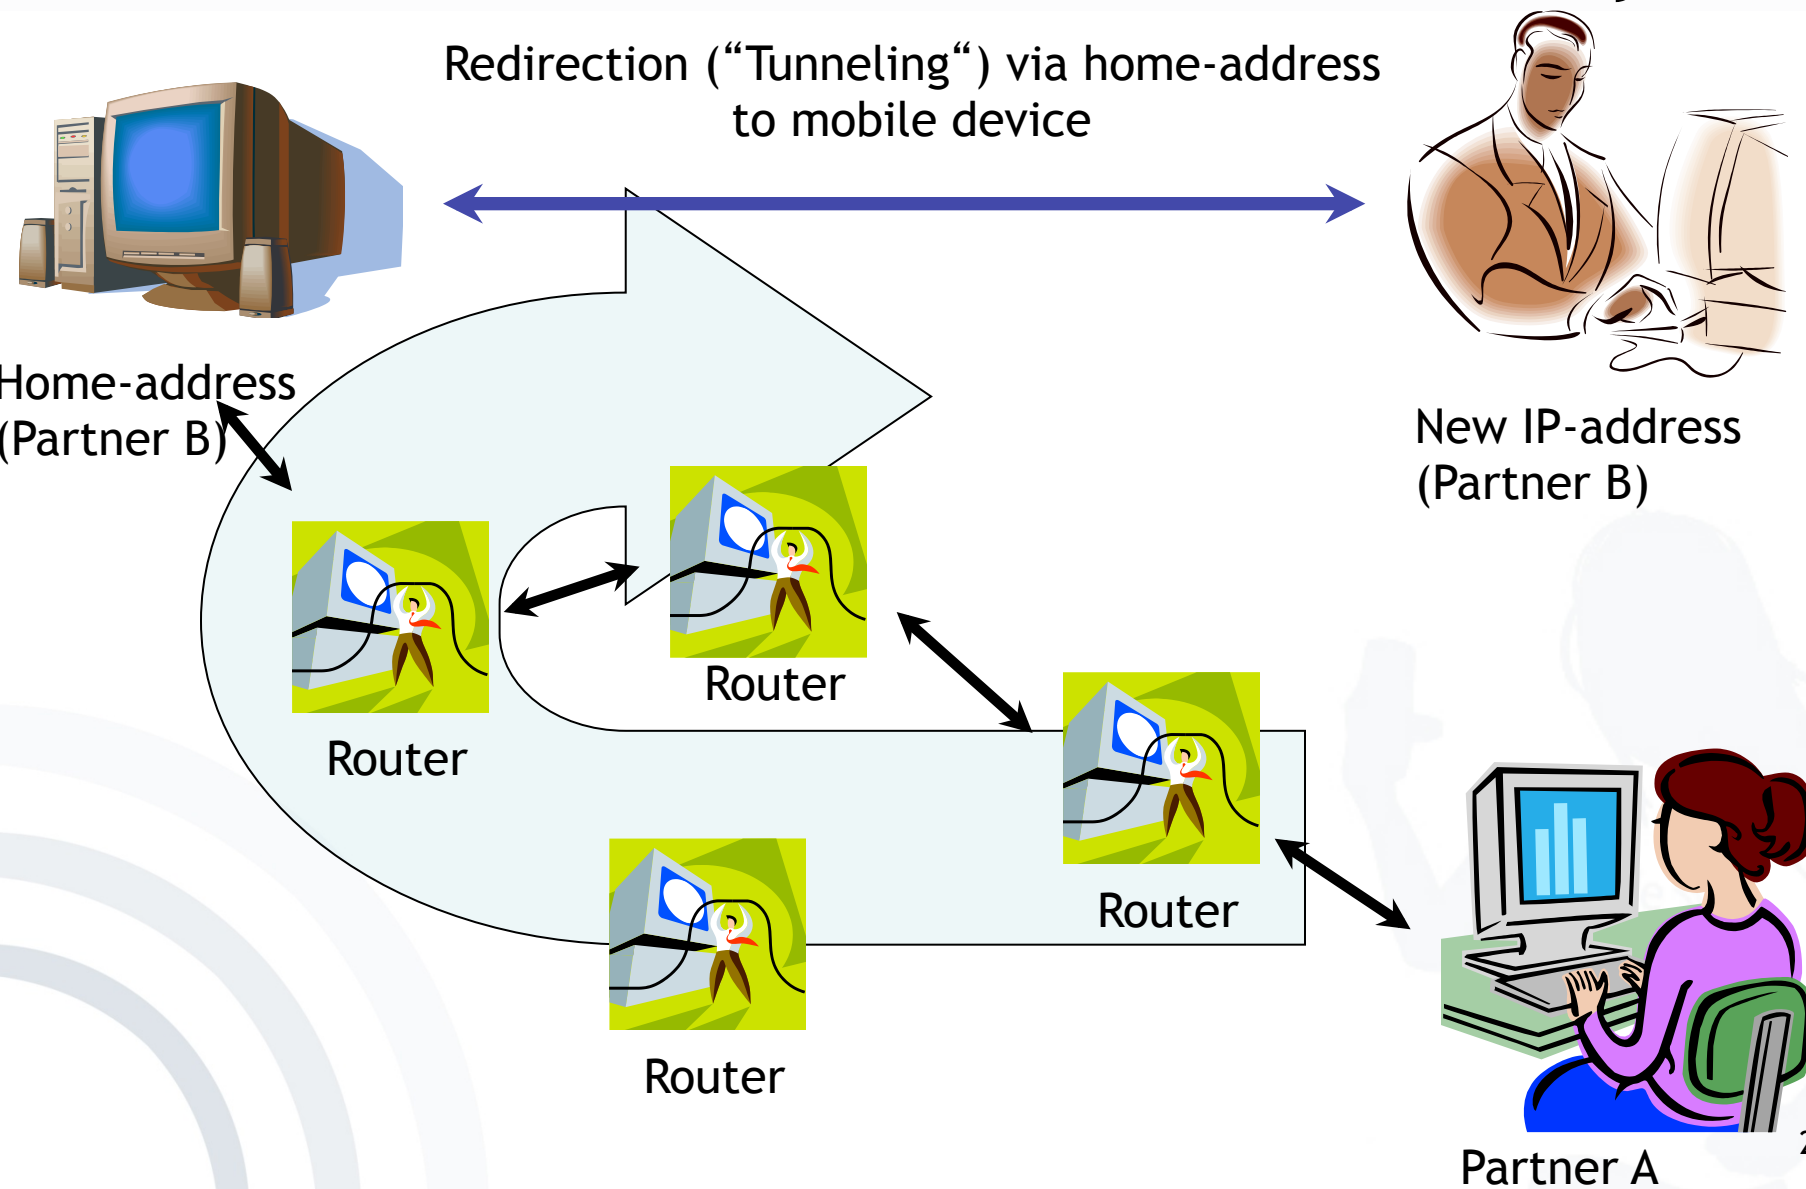 Redirection (“Tunneling“) via home-address
to mobile device
Home-address
(Partner B)
New IP-address
(Partner B)
Router
Router
Router
Router
Partner A
2